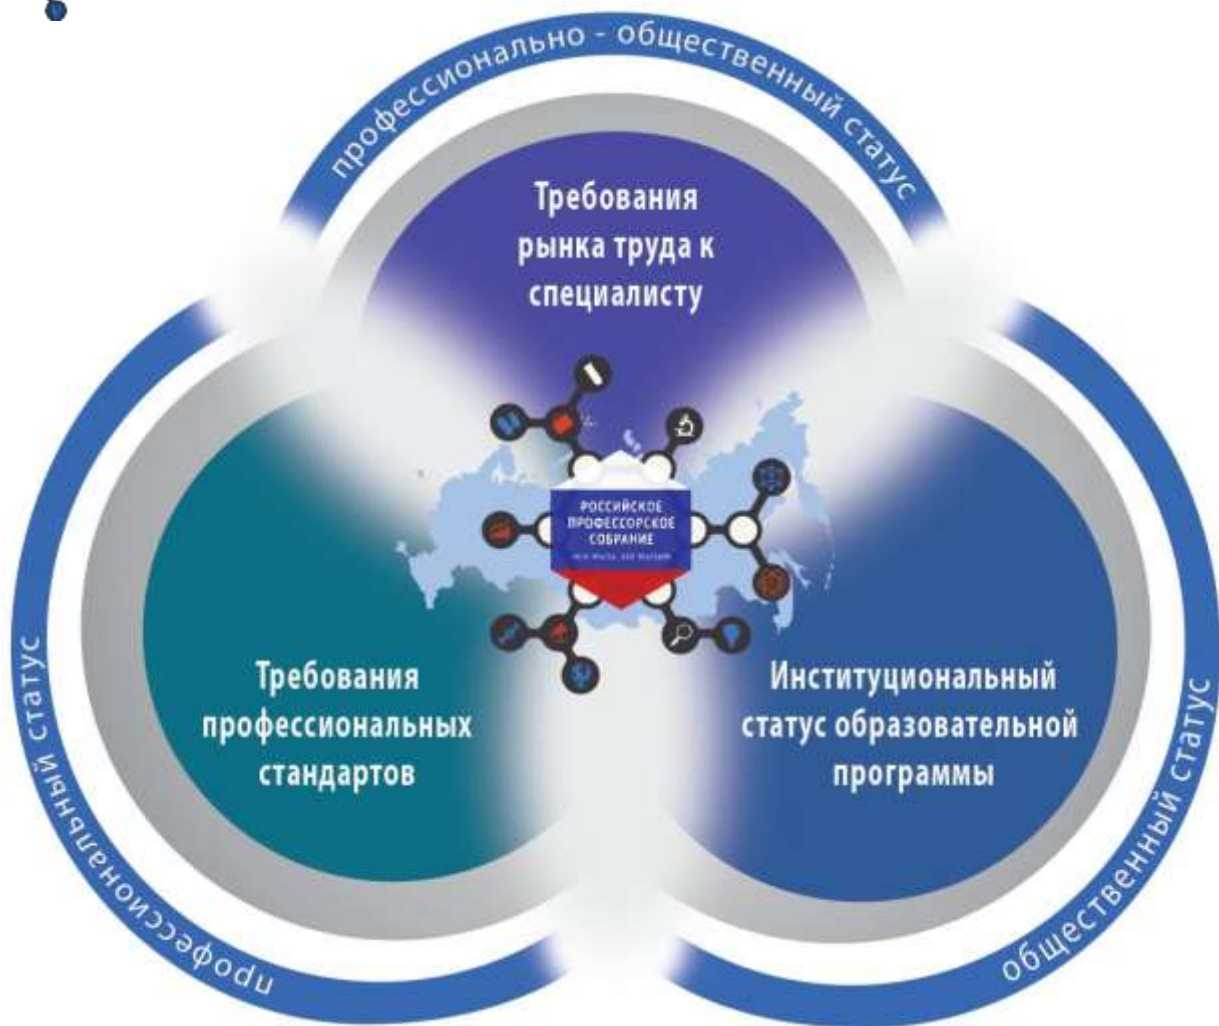 профессионально - общественный статус
Требования
рынка труда к
специалисту
РОССИЙСКОЕ
ПРОФЕССОРСКОЕ
СОБРАНИЕ
Требования
профессиональных
стандартов
Институциональный
статус образовательной
программы
профессиональный статус
общественный статус